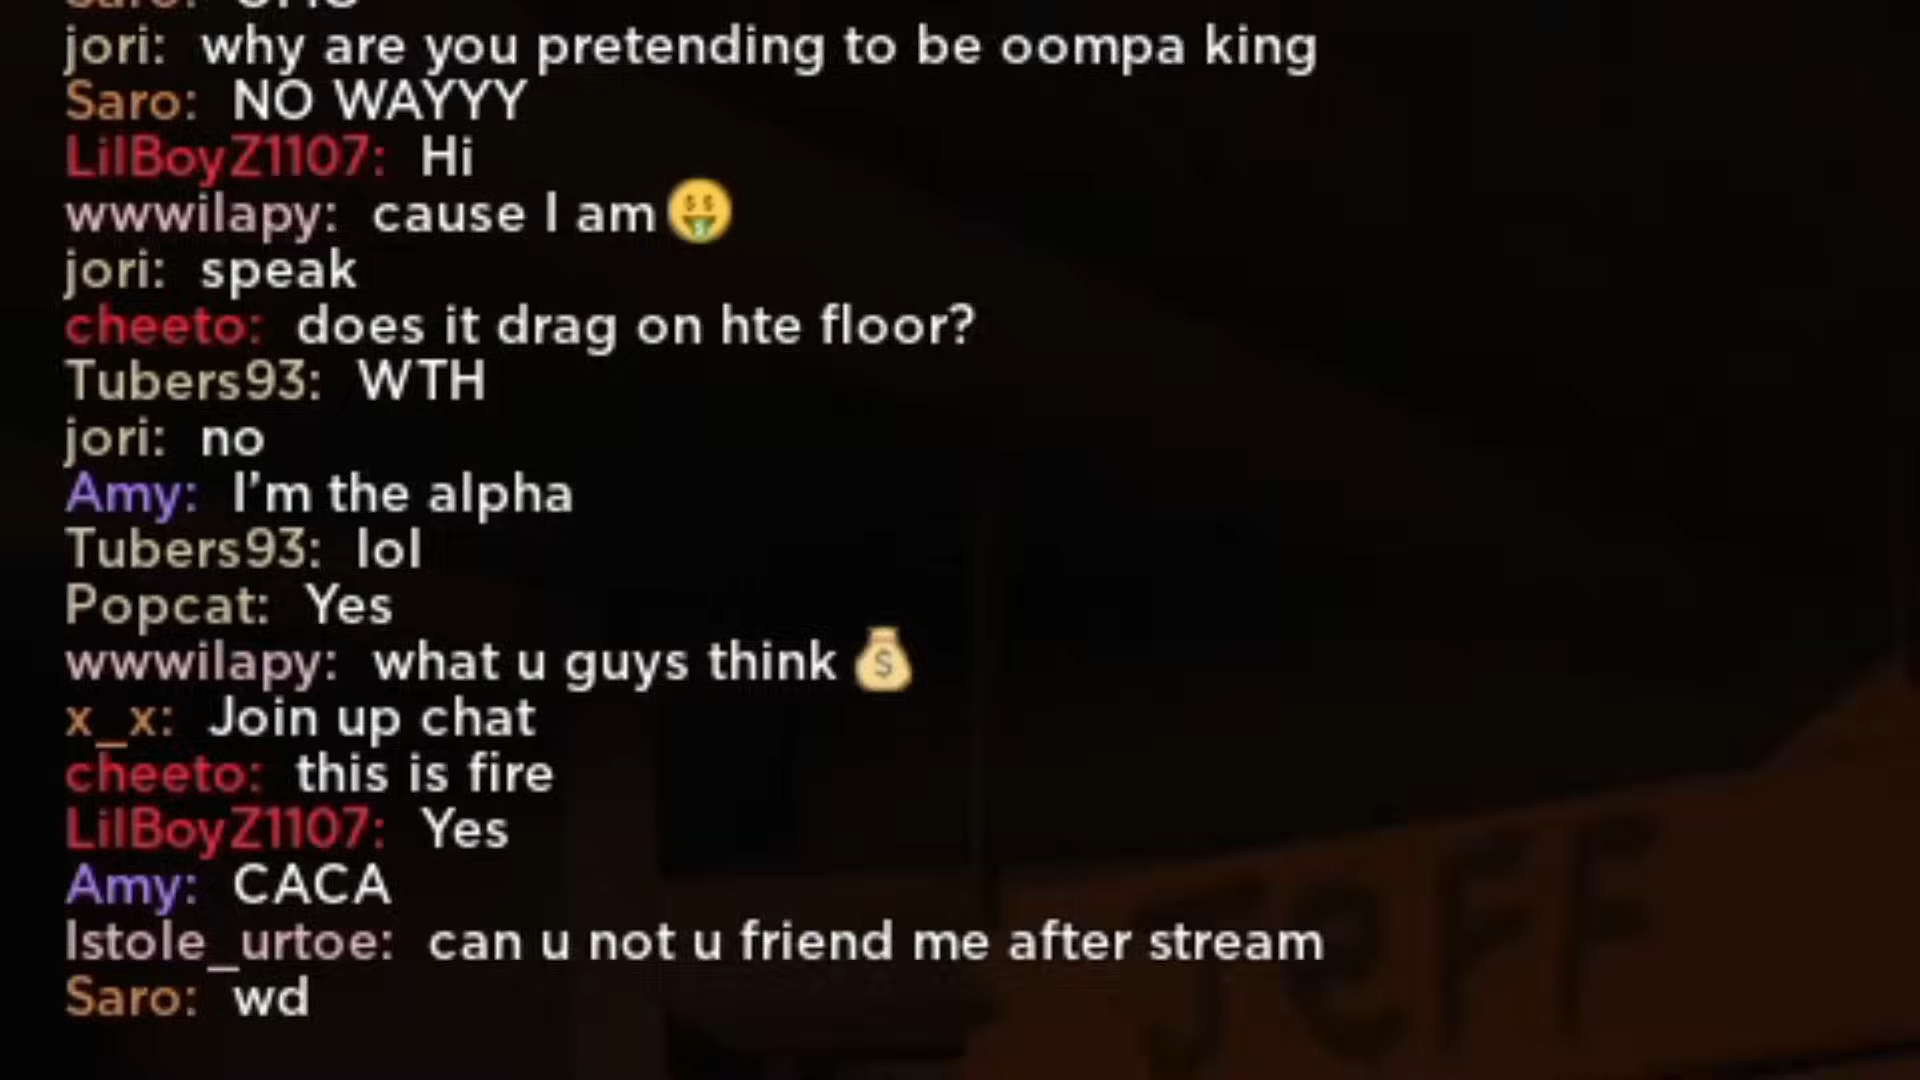 jori: why are you pretending to be oompa king
Saro: NO WAYYY
LilBoyZ1107: Hi
wwwilapy: cause I am🤑
jori: speak
cheeto: does it drag on hte floor?
Tubers93: WTH
jori: no
Amy: I'm the alpha
Tubers93: lol
Popcat: Yes
wwwilapy: what u guys think 💰
x_x: Join up chat
cheeto: this is fire
LilBoyZ1107: Yes
Amy: CACA
Istole_urtoe: can u not u friend me after stream
Saro: wd
JEFF